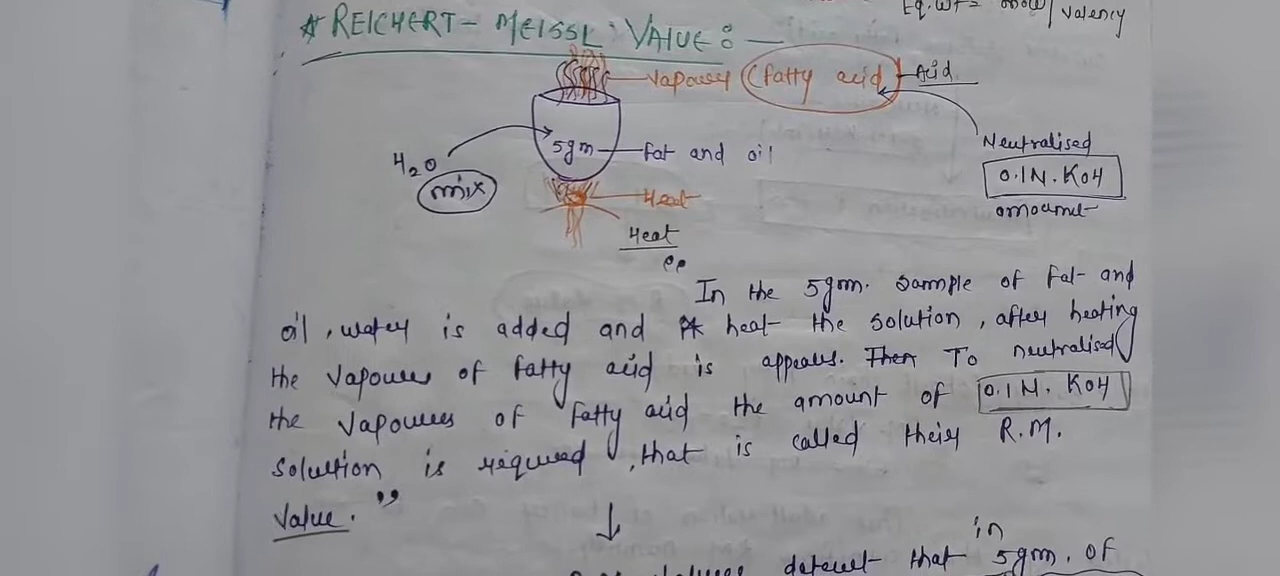 Eq. wt = /valency
* REICHERT - MEISSL VALUE : —
Vapours (fatty acid) Acid
Neutralised
0.1N. KOH
amount
5gm fat and oil
H2O
mix
Heat
Heat
In the 5gm. sample of fat and
oil, water is added and heat the solution, after heating
the vapours of fatty acid is appears. Then To neutralised
the vapours of fatty acid the amount of 0.1N. KOH
solution is required, that is called their R.M.
Value."
↓
in
detect that 5gm. of